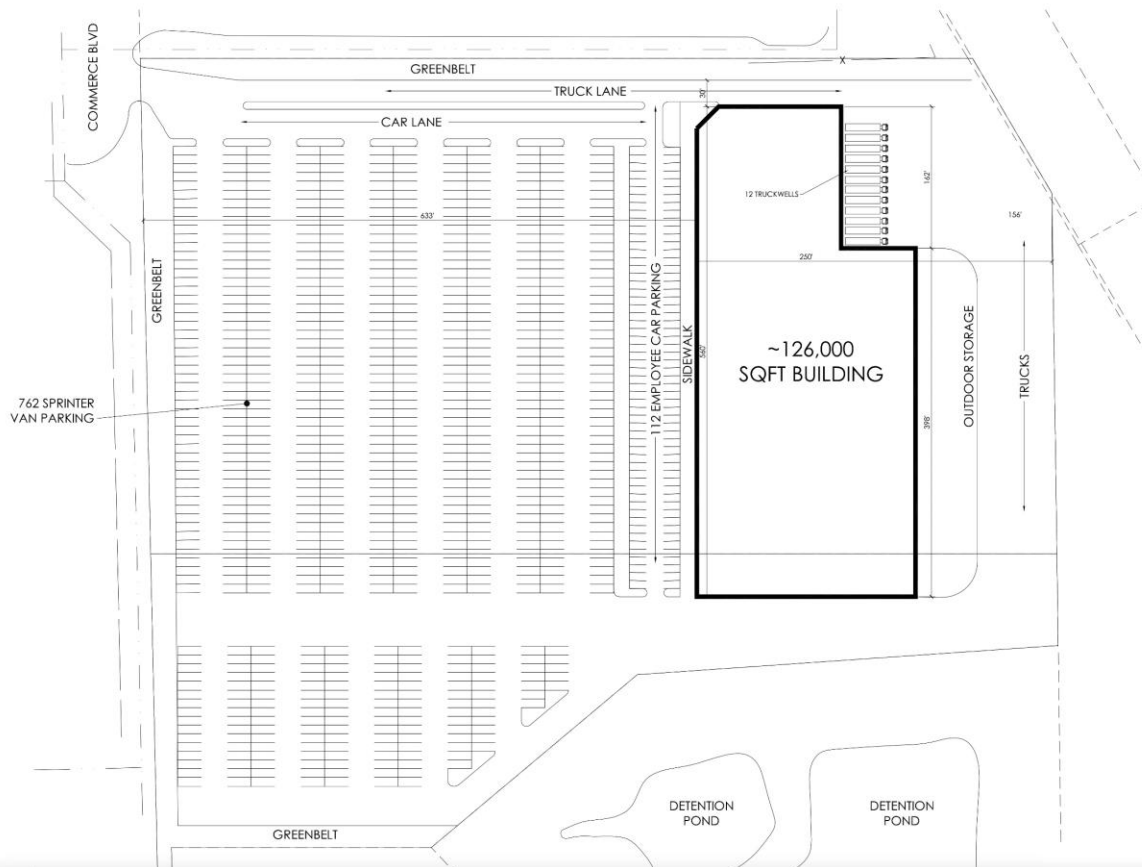 COMMERCE BLVD
GREENBELT
TRUCK LANE
30'
CAR LANE
12 TRUCKWELLS
162'
633'
156'
250'
GREENBELT
112 EMPLOYEE CAR PARKING
SIDEWALK
560'
~126,000
SQFT BUILDING
OUTDOOR STORAGE
TRUCKS
762 SPRINTER
VAN PARKING
398'
DETENTION
POND
DETENTION
POND
GREENBELT
X